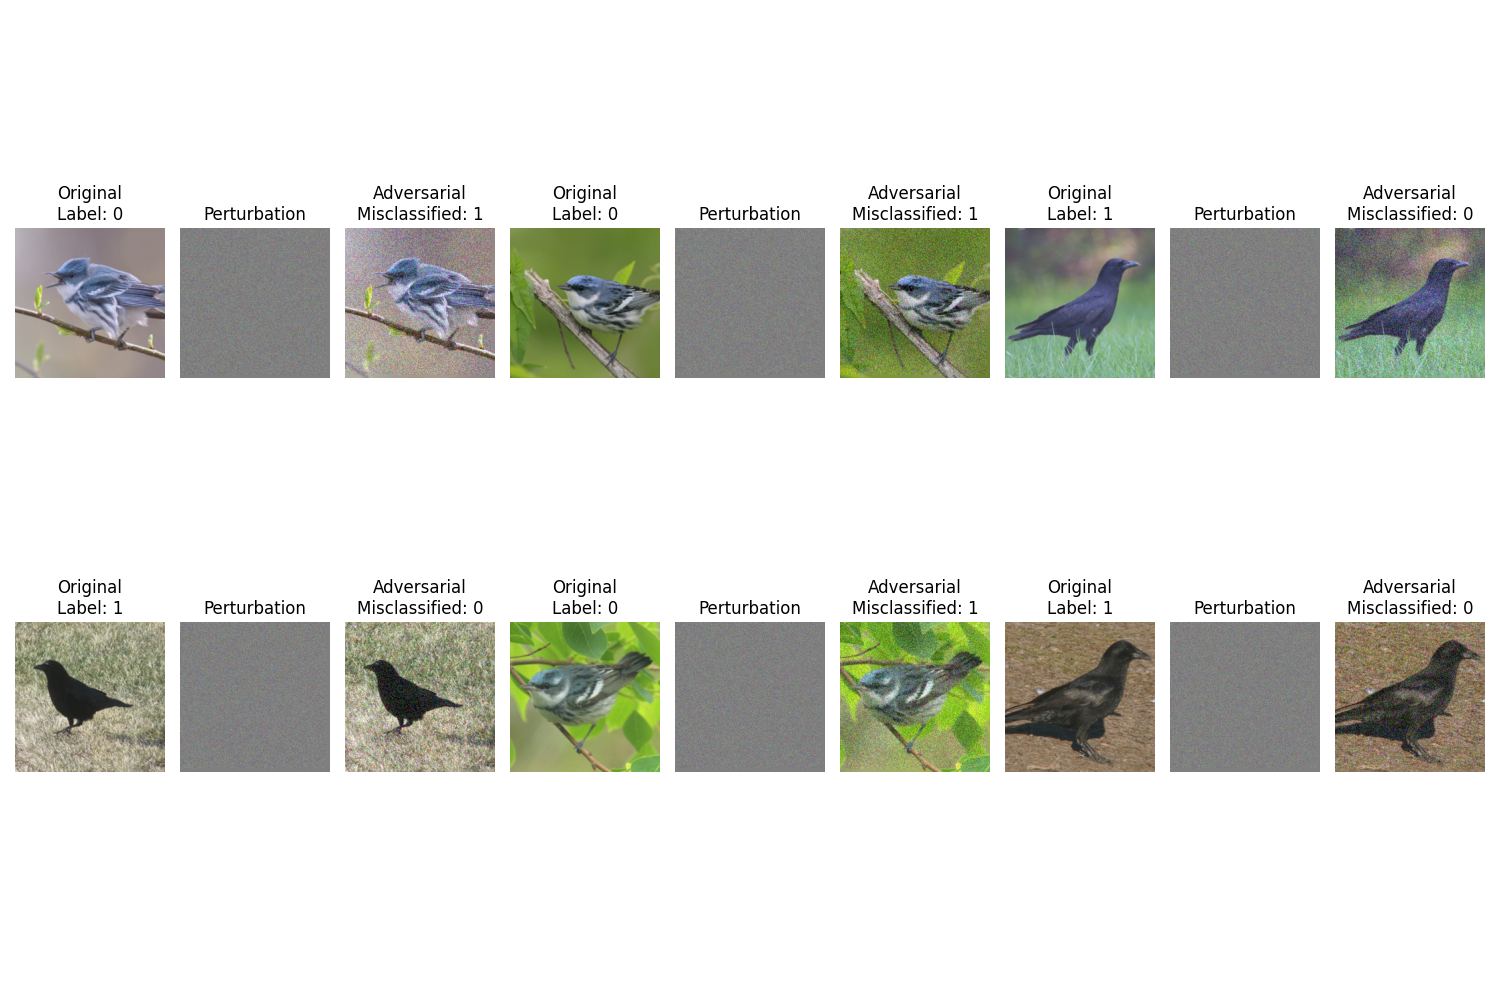 Original
Label: 0
Perturbation
Adversarial
Misclassified: 1
Original
Label: 0
Perturbation
Adversarial
Misclassified: 1
Original
Label: 1
Perturbation
Adversarial
Misclassified: 0
Original
Label: 1
Perturbation
Adversarial
Misclassified: 0
Original
Label: 0
Perturbation
Adversarial
Misclassified: 1
Original
Label: 1
Perturbation
Adversarial
Misclassified: 0